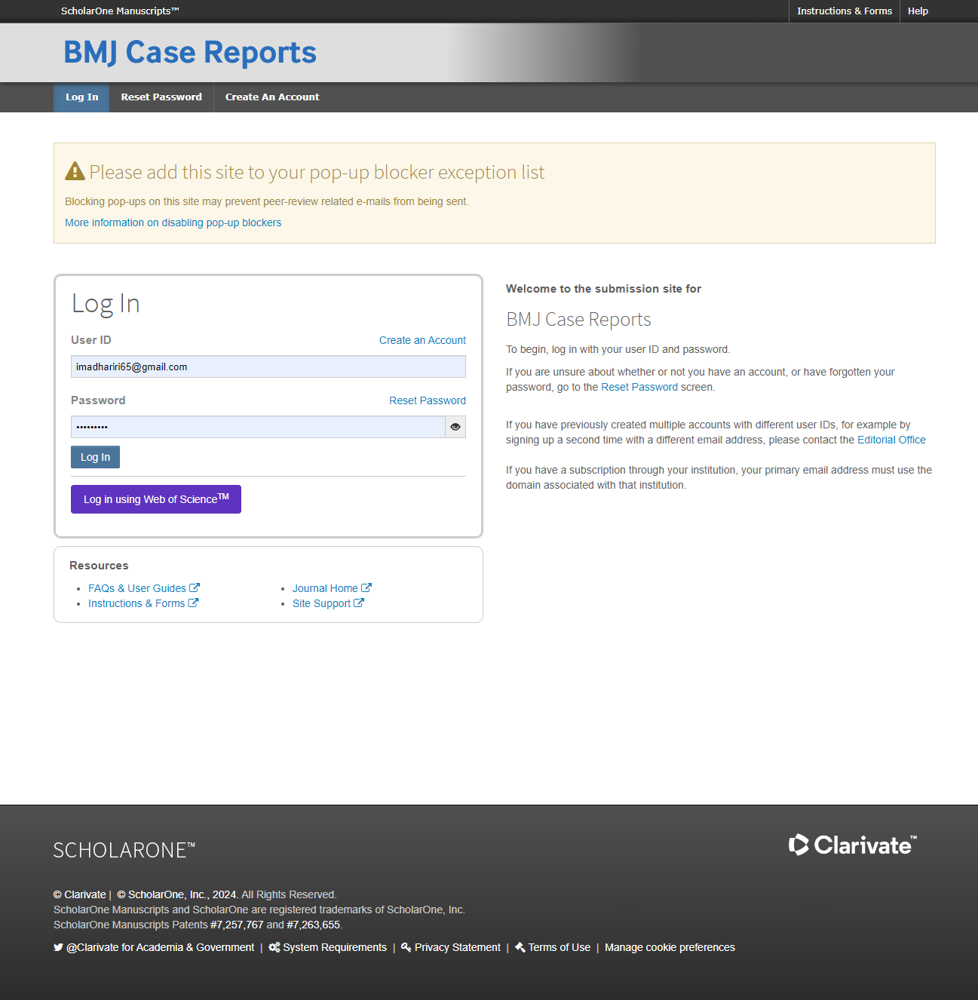 ScholarOne Manuscripts™
Instructions & Forms
Help
BMJ Case Reports
Log In
Reset Password
Create An Account
Please add this site to your pop-up blocker exception list
Blocking pop-ups on this site may prevent peer-review related e-mails from being sent.
More information on disabling pop-up blockers
Log In
User ID
Create an Account
imadhariri65@gmail.com
Password
Reset Password
•••••••••
Log In
Log in using Web of Science™
Resources
• FAQs & User Guides
• Instructions & Forms
• Journal Home
• Site Support
Welcome to the submission site for
BMJ Case Reports
To begin, log in with your user ID and password.
If you are unsure about whether or not you have an account, or have forgotten your
password, go to the Reset Password screen.
If you have previously created multiple accounts with different user IDs, for example by
signing up a second time with a different email address, please contact the Editorial Office
If you have a subscription through your institution, your primary email address must use the
domain associated with that institution.
SCHOLARONE™
Clarivate™
© Clarivate | © ScholarOne, Inc., 2024. All Rights Reserved.
ScholarOne Manuscripts and ScholarOne are registered trademarks of ScholarOne, Inc.
ScholarOne Manuscripts Patents #7,257,767 and #7,263,655.
@Clarivate for Academia & Government | System Requirements | Privacy Statement | Terms of Use | Manage cookie preferences